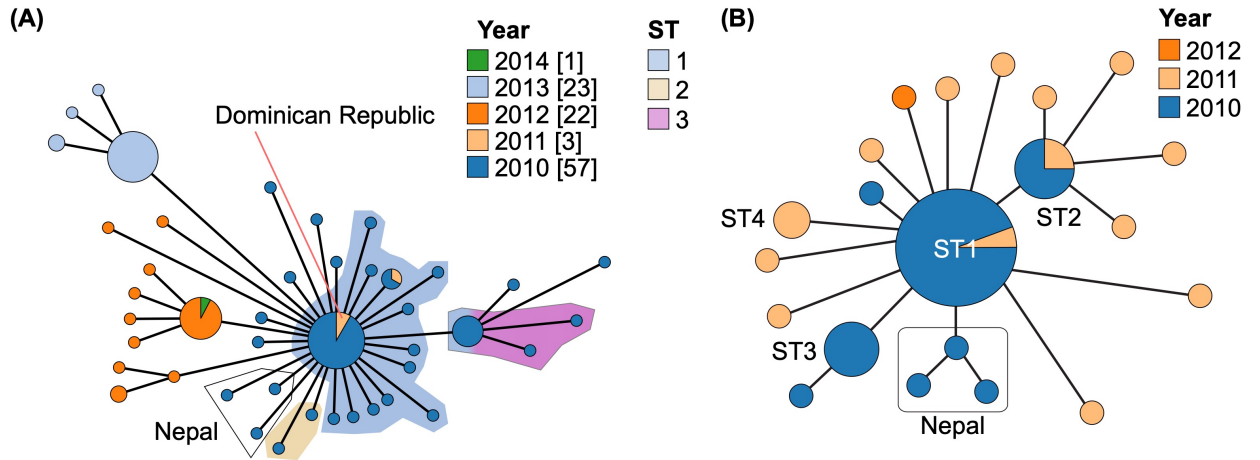 (A)
Year
2014 [1]
2013 [23]
2012 [22]
2011 [3]
2010 [57]
ST
1
2
3
Dominican Republic
Nepal
(B)
Year
2012
2011
2010
ST1
ST2
ST4
ST3
Nepal